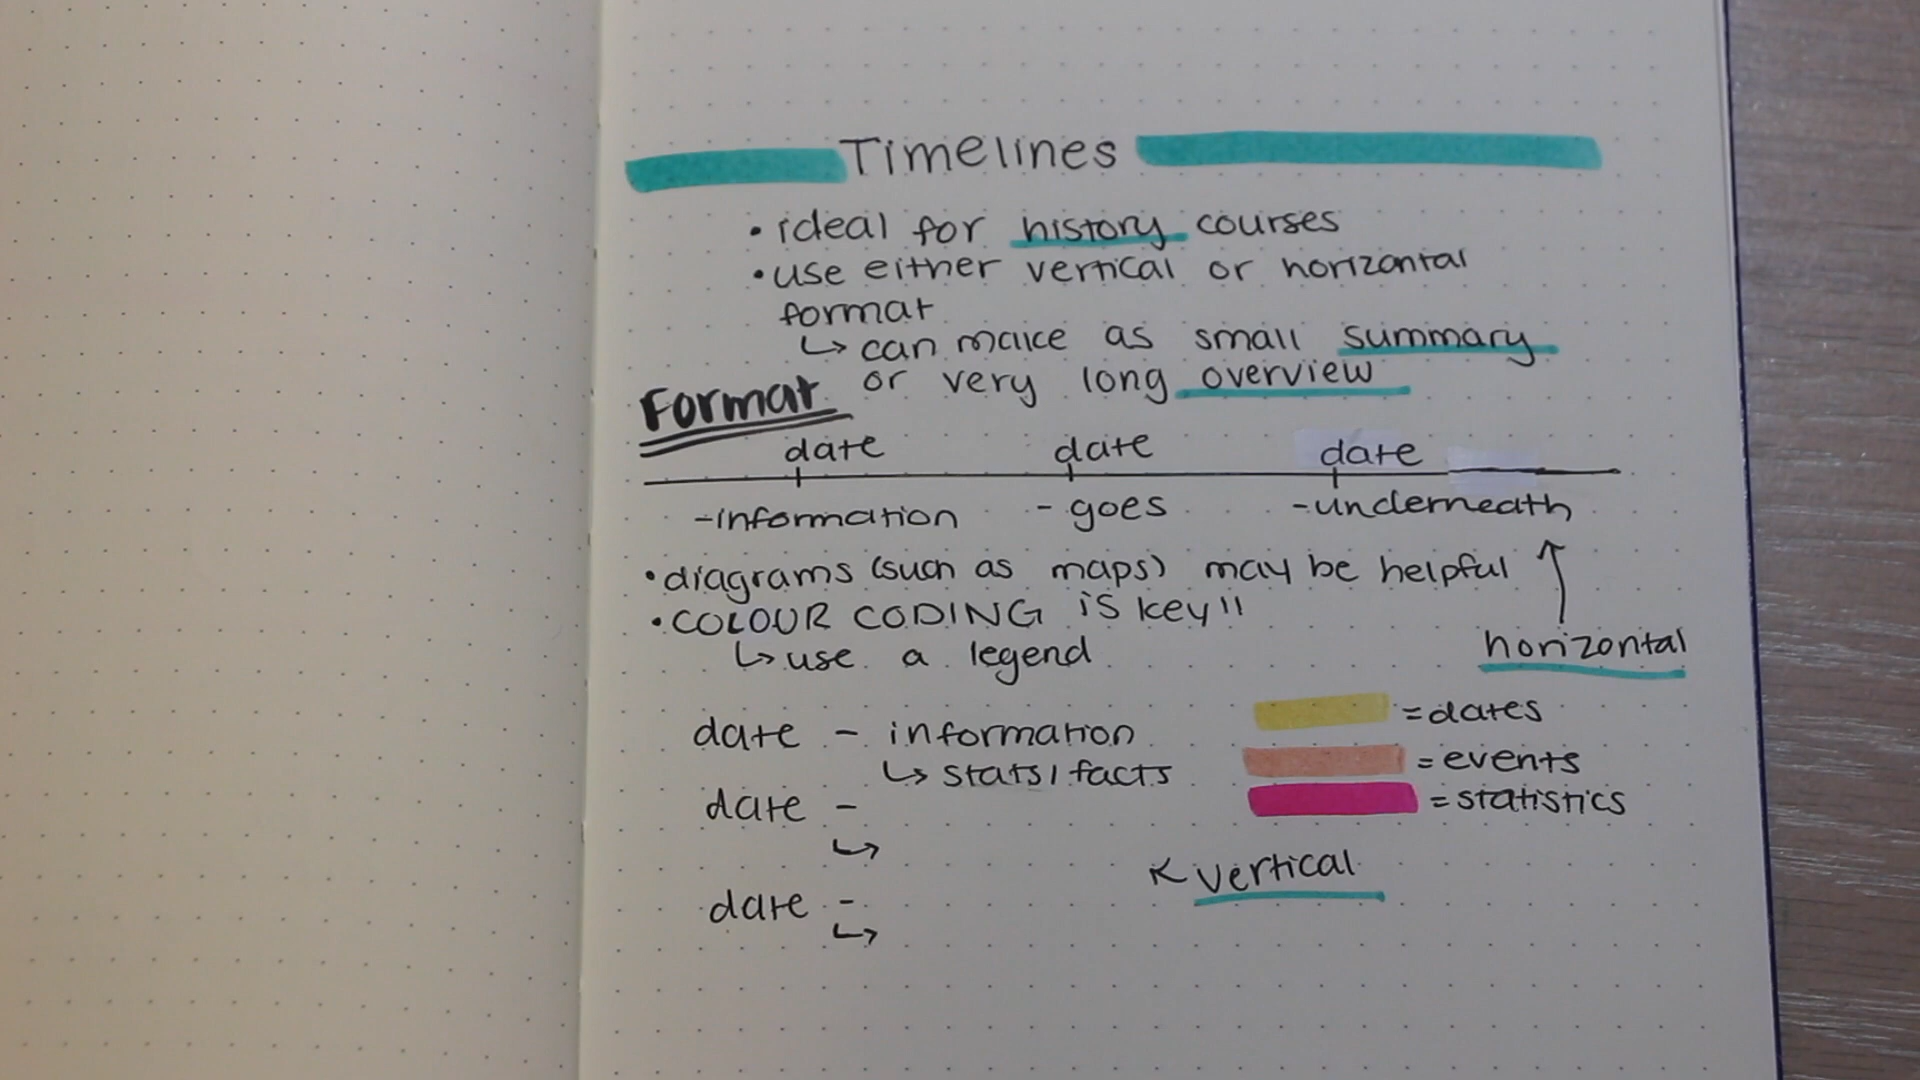 Timelines
• ideal for history courses
• use either vertical or horizontal
format
↳ can make as small summary
or very long overview
Format
date date date
-information - goes -underneath
• diagrams (such as maps) may be helpful ↑
• COLOUR CODING is key!!
↳ use a legend
horizontal
date - information
↳ stats/facts
date -
↳
date -
↳
= dates
= events
= statistics
↖ vertical